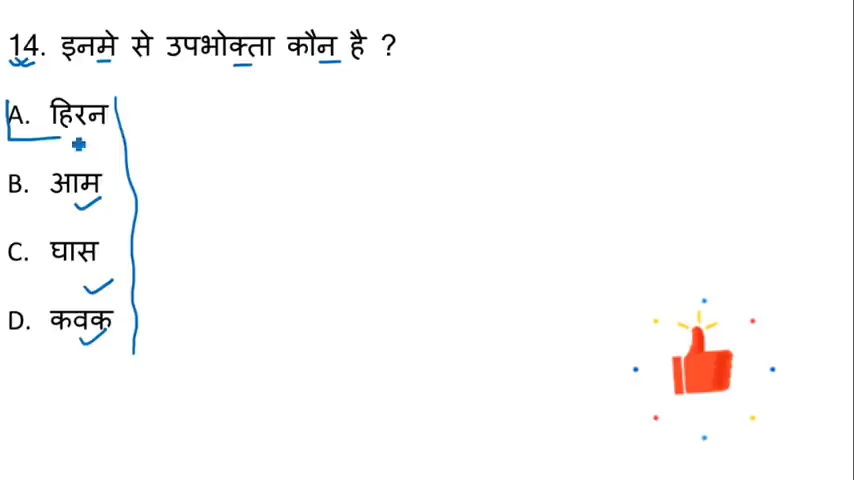 14. इनमे से उपभोक्ता कौन है ?
A. हिरन
B. आम
C. घास
D. कवक